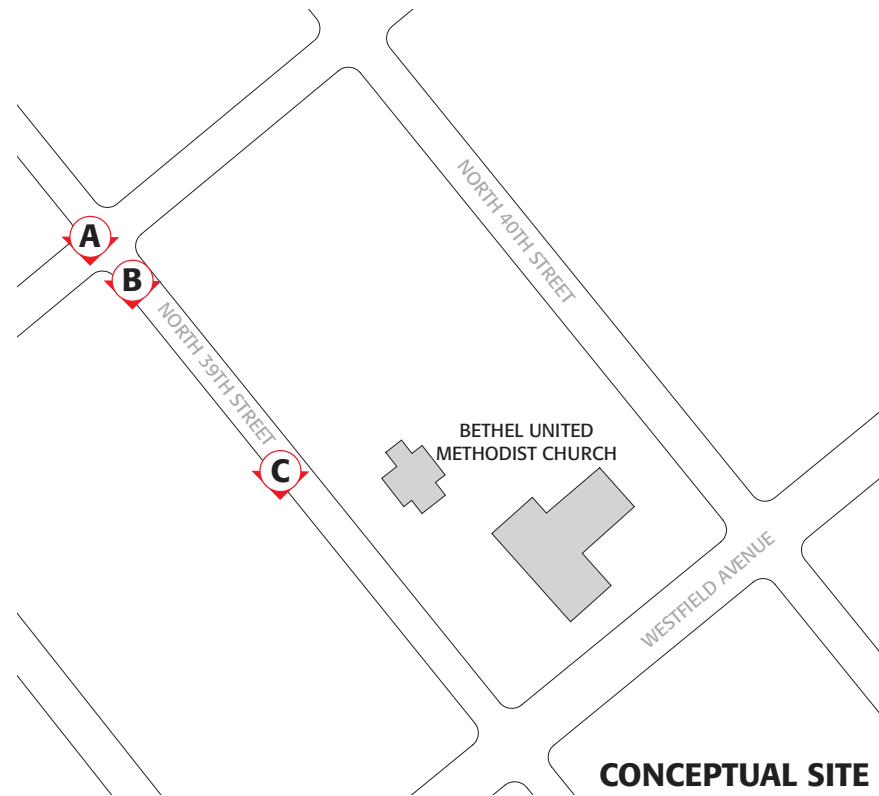 NORTH 40TH STREET
A
B
NORTH 39TH STREET
BETHEL UNITED
METHODIST CHURCH
C
WESTFIELD AVENUE
CONCEPTUAL SITE